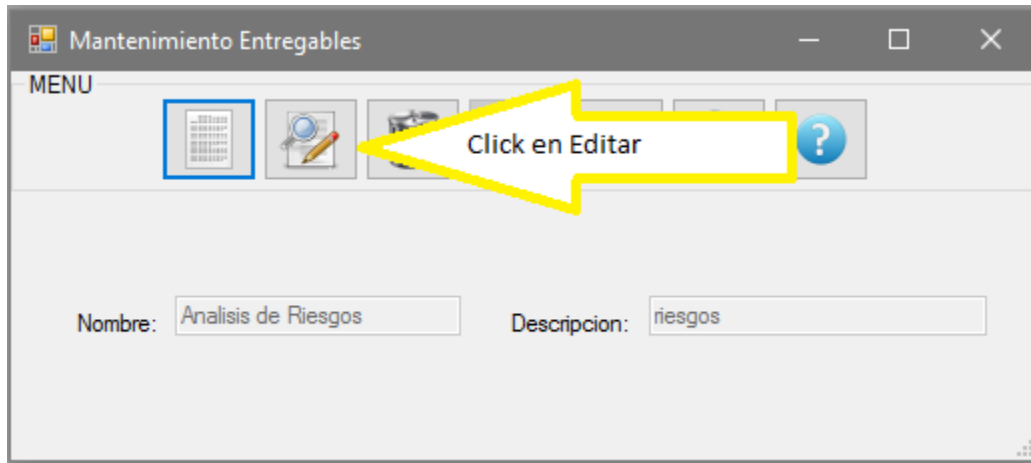 Mantenimiento Entregables
MENU
Click en Editar
?
Nombre: Analisis de Riesgos Descripcion: riesgos